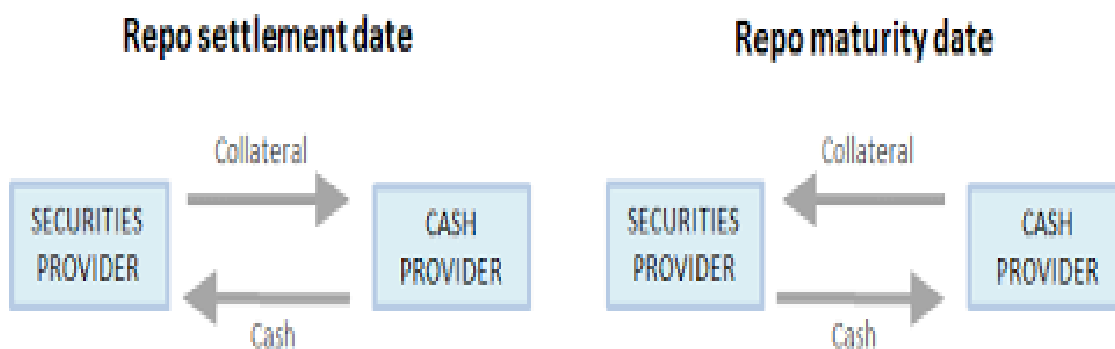 Repo settlement date
Collateral
SECURITIES
PROVIDER
CASH
PROVIDER
Cash
Repo maturity date
Collateral
SECURITIES
PROVIDER
CASH
PROVIDER
Cash